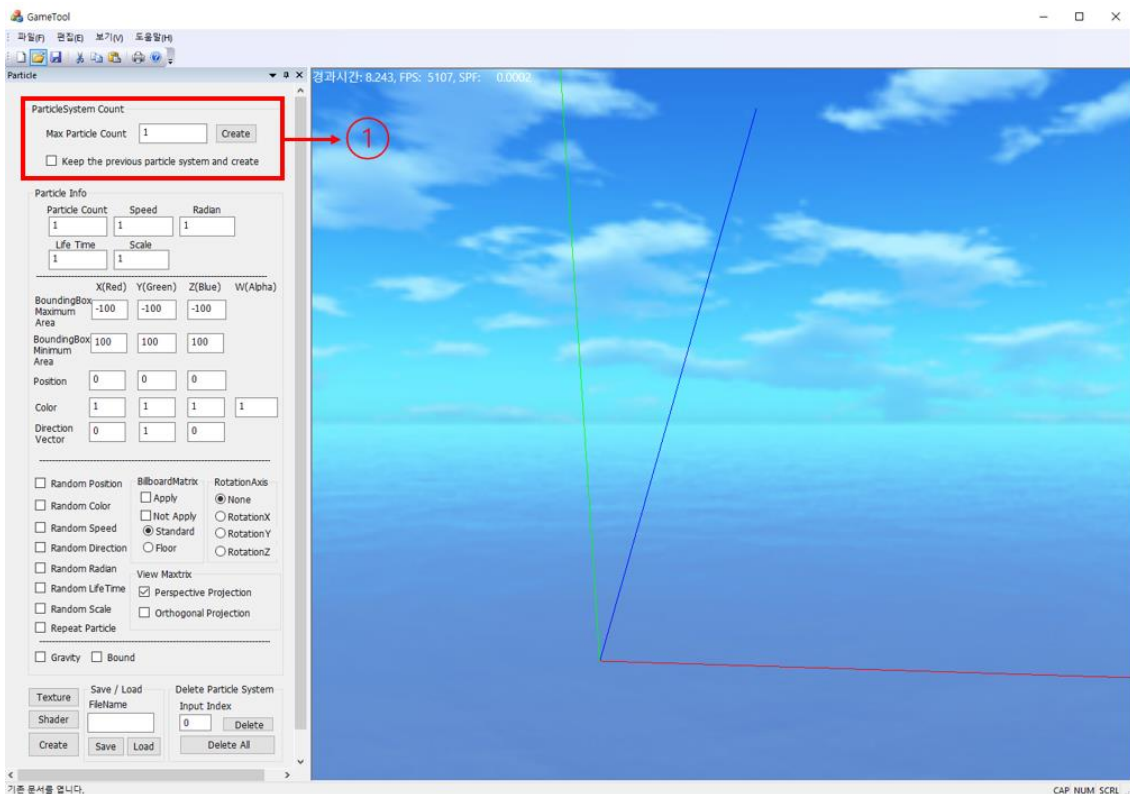 GameTool
파일(F) 편집(E) 보기(V) 도움말(H)
Particle
경과시간: 8.243, FPS: 5107, SPF: 0.0002
ParticleSystem Count
Max Particle Count 1 Create
Keep the previous particle system and create
1
Particle Info
Particle Count Speed Radian
1 1 1
Life Time Scale
1 1
X(Red) Y(Green) Z(Blue) W(Alpha)
BoundingBox
Maximum
Area
-100 -100 -100
BoundingBox
Minimum
Area
100 100 100
Position 0 0 0
Color 1 1 1 1
Direction
Vector
0 1 0
Random Position
Random Color
Random Speed
Random Direction
Random Radian
Random LifeTime
Random Scale
Repeat Particle
BillboardMatrix
Apply
Not Apply
Standard
Floor
RotationAxis
None
RotationX
RotationY
RotationZ
View Maxtrix
Perspective Projection
Orthogonal Projection
Gravity Bound
Texture
Shader
Create
Save / Load
FileName
Save Load
Delete Particle System
Input Index
0 Delete
Delete All
기존 문서를 엽니다.
CAP NUM SCRL